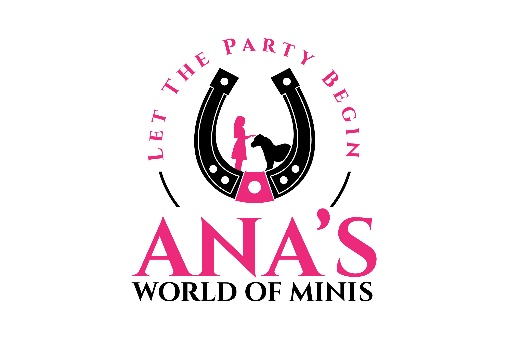 Let The Party Begin
ANA'S
WORLD OF MINIS